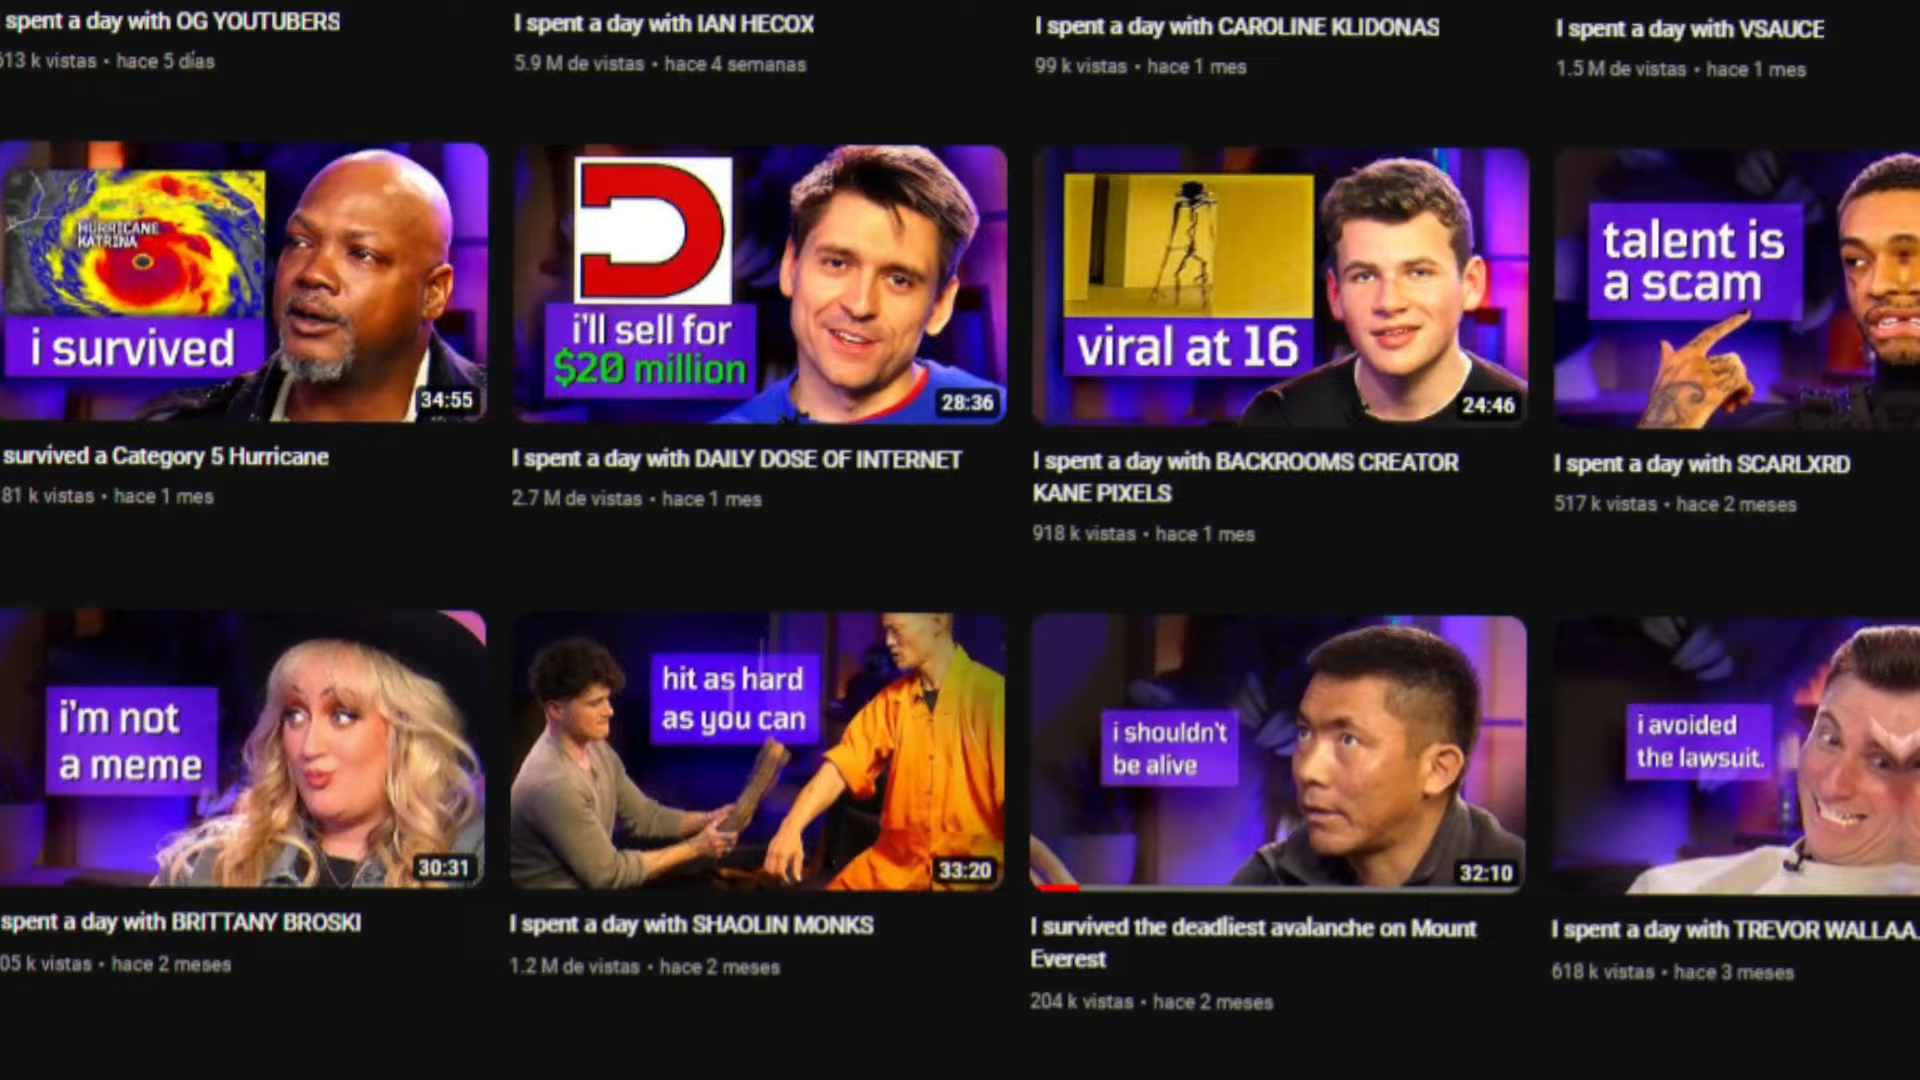 spent a day with OG YOUTUBERS
I spent a day with IAN HECOX
I spent a day with CAROLINE KLIDONAS
I spent a day with VSAUCE
613 k vistas • hace 5 días
5.9 M de vistas • hace 4 semanas
99 k vistas • hace 1 mes
1.5 M de vistas • hace 1 mes
HURRICANE
KATRINA
i survived
34:55
i'll sell for
$20 million
28:36
viral at 16
24:46
talent is
a scam
survived a Category 5 Hurricane
81 k vistas • hace 1 mes
I spent a day with DAILY DOSE OF INTERNET
2.7 M de vistas • hace 1 mes
I spent a day with BACKROOMS CREATOR
KANE PIXELS
918 k vistas • hace 1 mes
I spent a day with SCARLXRD
517 k vistas • hace 2 meses
i'm not
a meme
30:31
hit as hard
as you can
33:20
i shouldn't
be alive
32:10
i avoided
the lawsuit.
spent a day with BRITTANY BROSKI
05 k vistas • hace 2 meses
I spent a day with SHAOLIN MONKS
1.2 M de vistas • hace 2 meses
I survived the deadliest avalanche on Mount
Everest
204 k vistas • hace 2 meses
I spent a day with TREVOR WALLAA...
618 k vistas • hace 3 meses